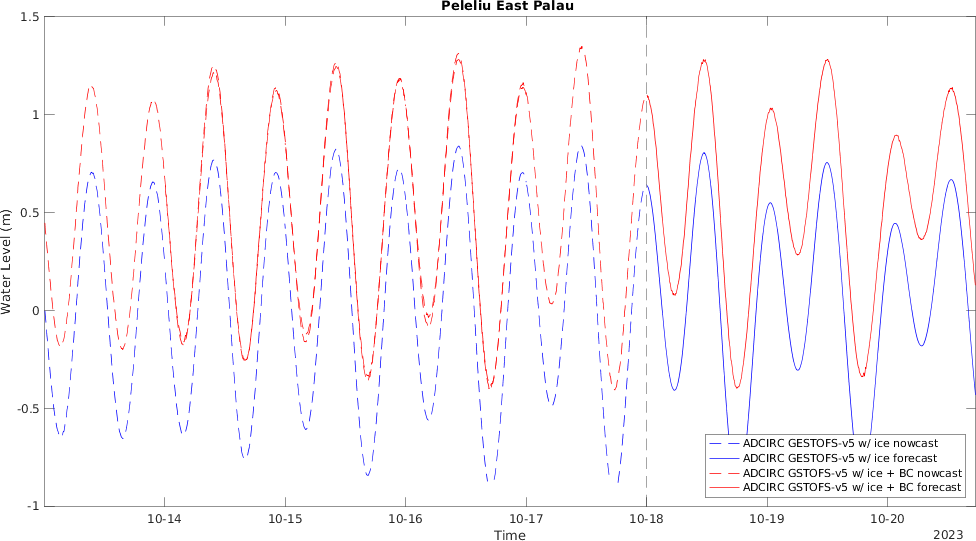 Peleliu East Palau
Water Level (m)
1.5
1
0.5
0
-0.5
-1
10-14
10-15
10-16
10-17
10-18
10-19
10-20
Time
2023
ADCIRC GESTOFS-v5 w/ ice nowcast
ADCIRC GESTOFS-v5 w/ ice forecast
ADCIRC GSTOFS-v5 w/ ice + BC nowcast
ADCIRC GSTOFS-v5 w/ ice + BC forecast